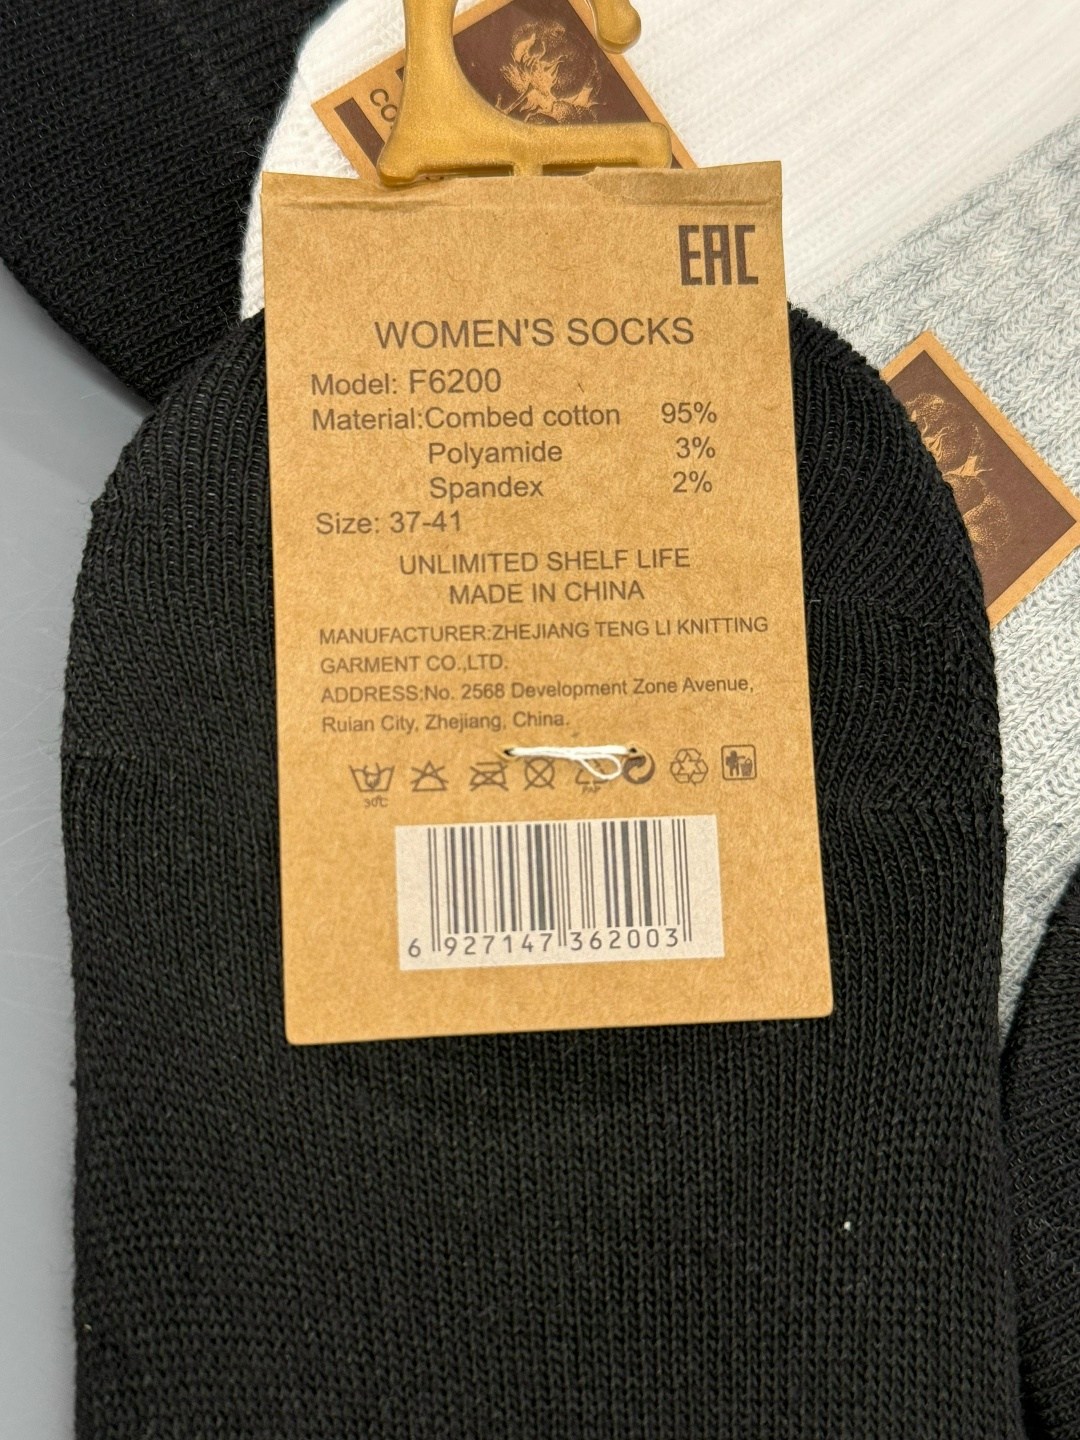 CO
EAC
WOMEN'S SOCKS
Model: F6200
Material:Combed cotton 95%
Polyamide 3%
Spandex 2%
Size: 37-41
UNLIMITED SHELF LIFE
MADE IN CHINA
MANUFACTURER:ZHEJIANG TENG LI KNITTING
GARMENT CO.,LTD.
ADDRESS:No. 2568 Development Zone Avenue,
Ruian City, Zhejiang, China.
30℃
PAP
6 927147 362003